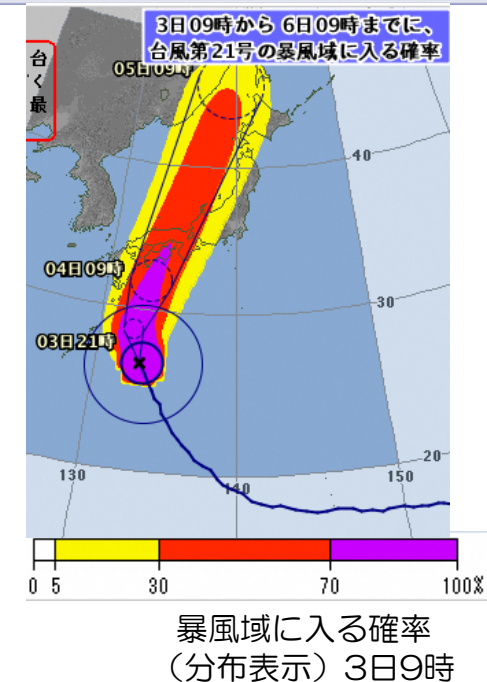 3日09時から 6日09時までに、
台風第21号の暴風域に入る確率
台
く
最
05日09時
40
04日09時
30
03日21時
20
130
140
150
0 5 30 70 100%
暴風域に入る確率
（分布表示）3日9時